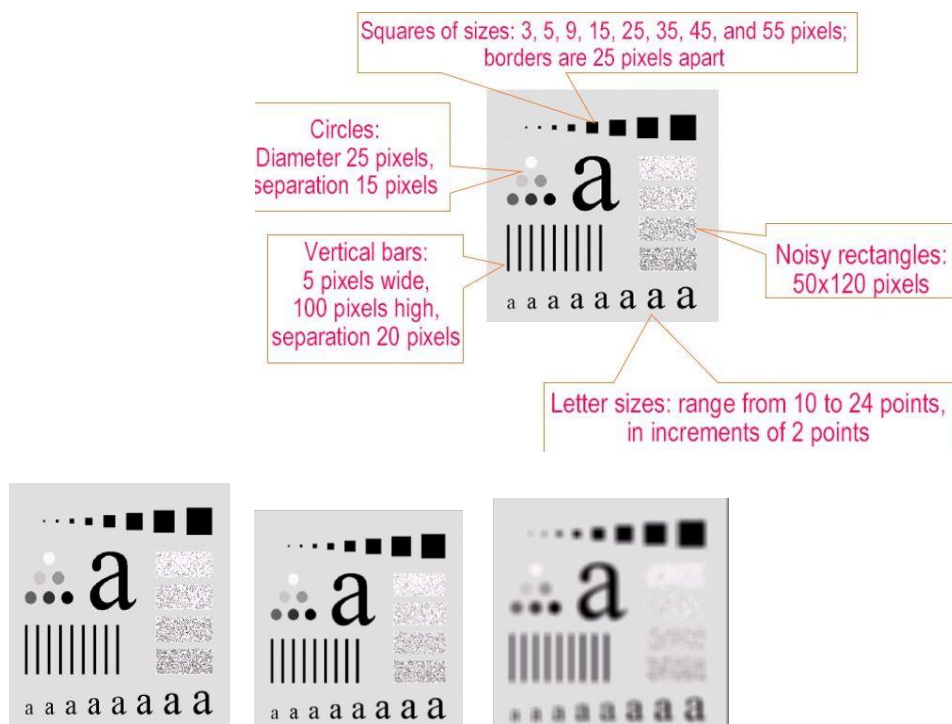 Squares of sizes: 3, 5, 9, 15, 25, 35, 45, and 55 pixels;
borders are 25 pixels apart
Circles:
Diameter 25 pixels,
separation 15 pixels
a
Vertical bars:
5 pixels wide,
100 pixels high,
separation 20 pixels
Noisy rectangles:
50x120 pixels
a a a a a a a a
Letter sizes: range from 10 to 24 points,
in increments of 2 points
a
a a a a a a a a
a
a a a a a a a a
a
a a a a a a a a